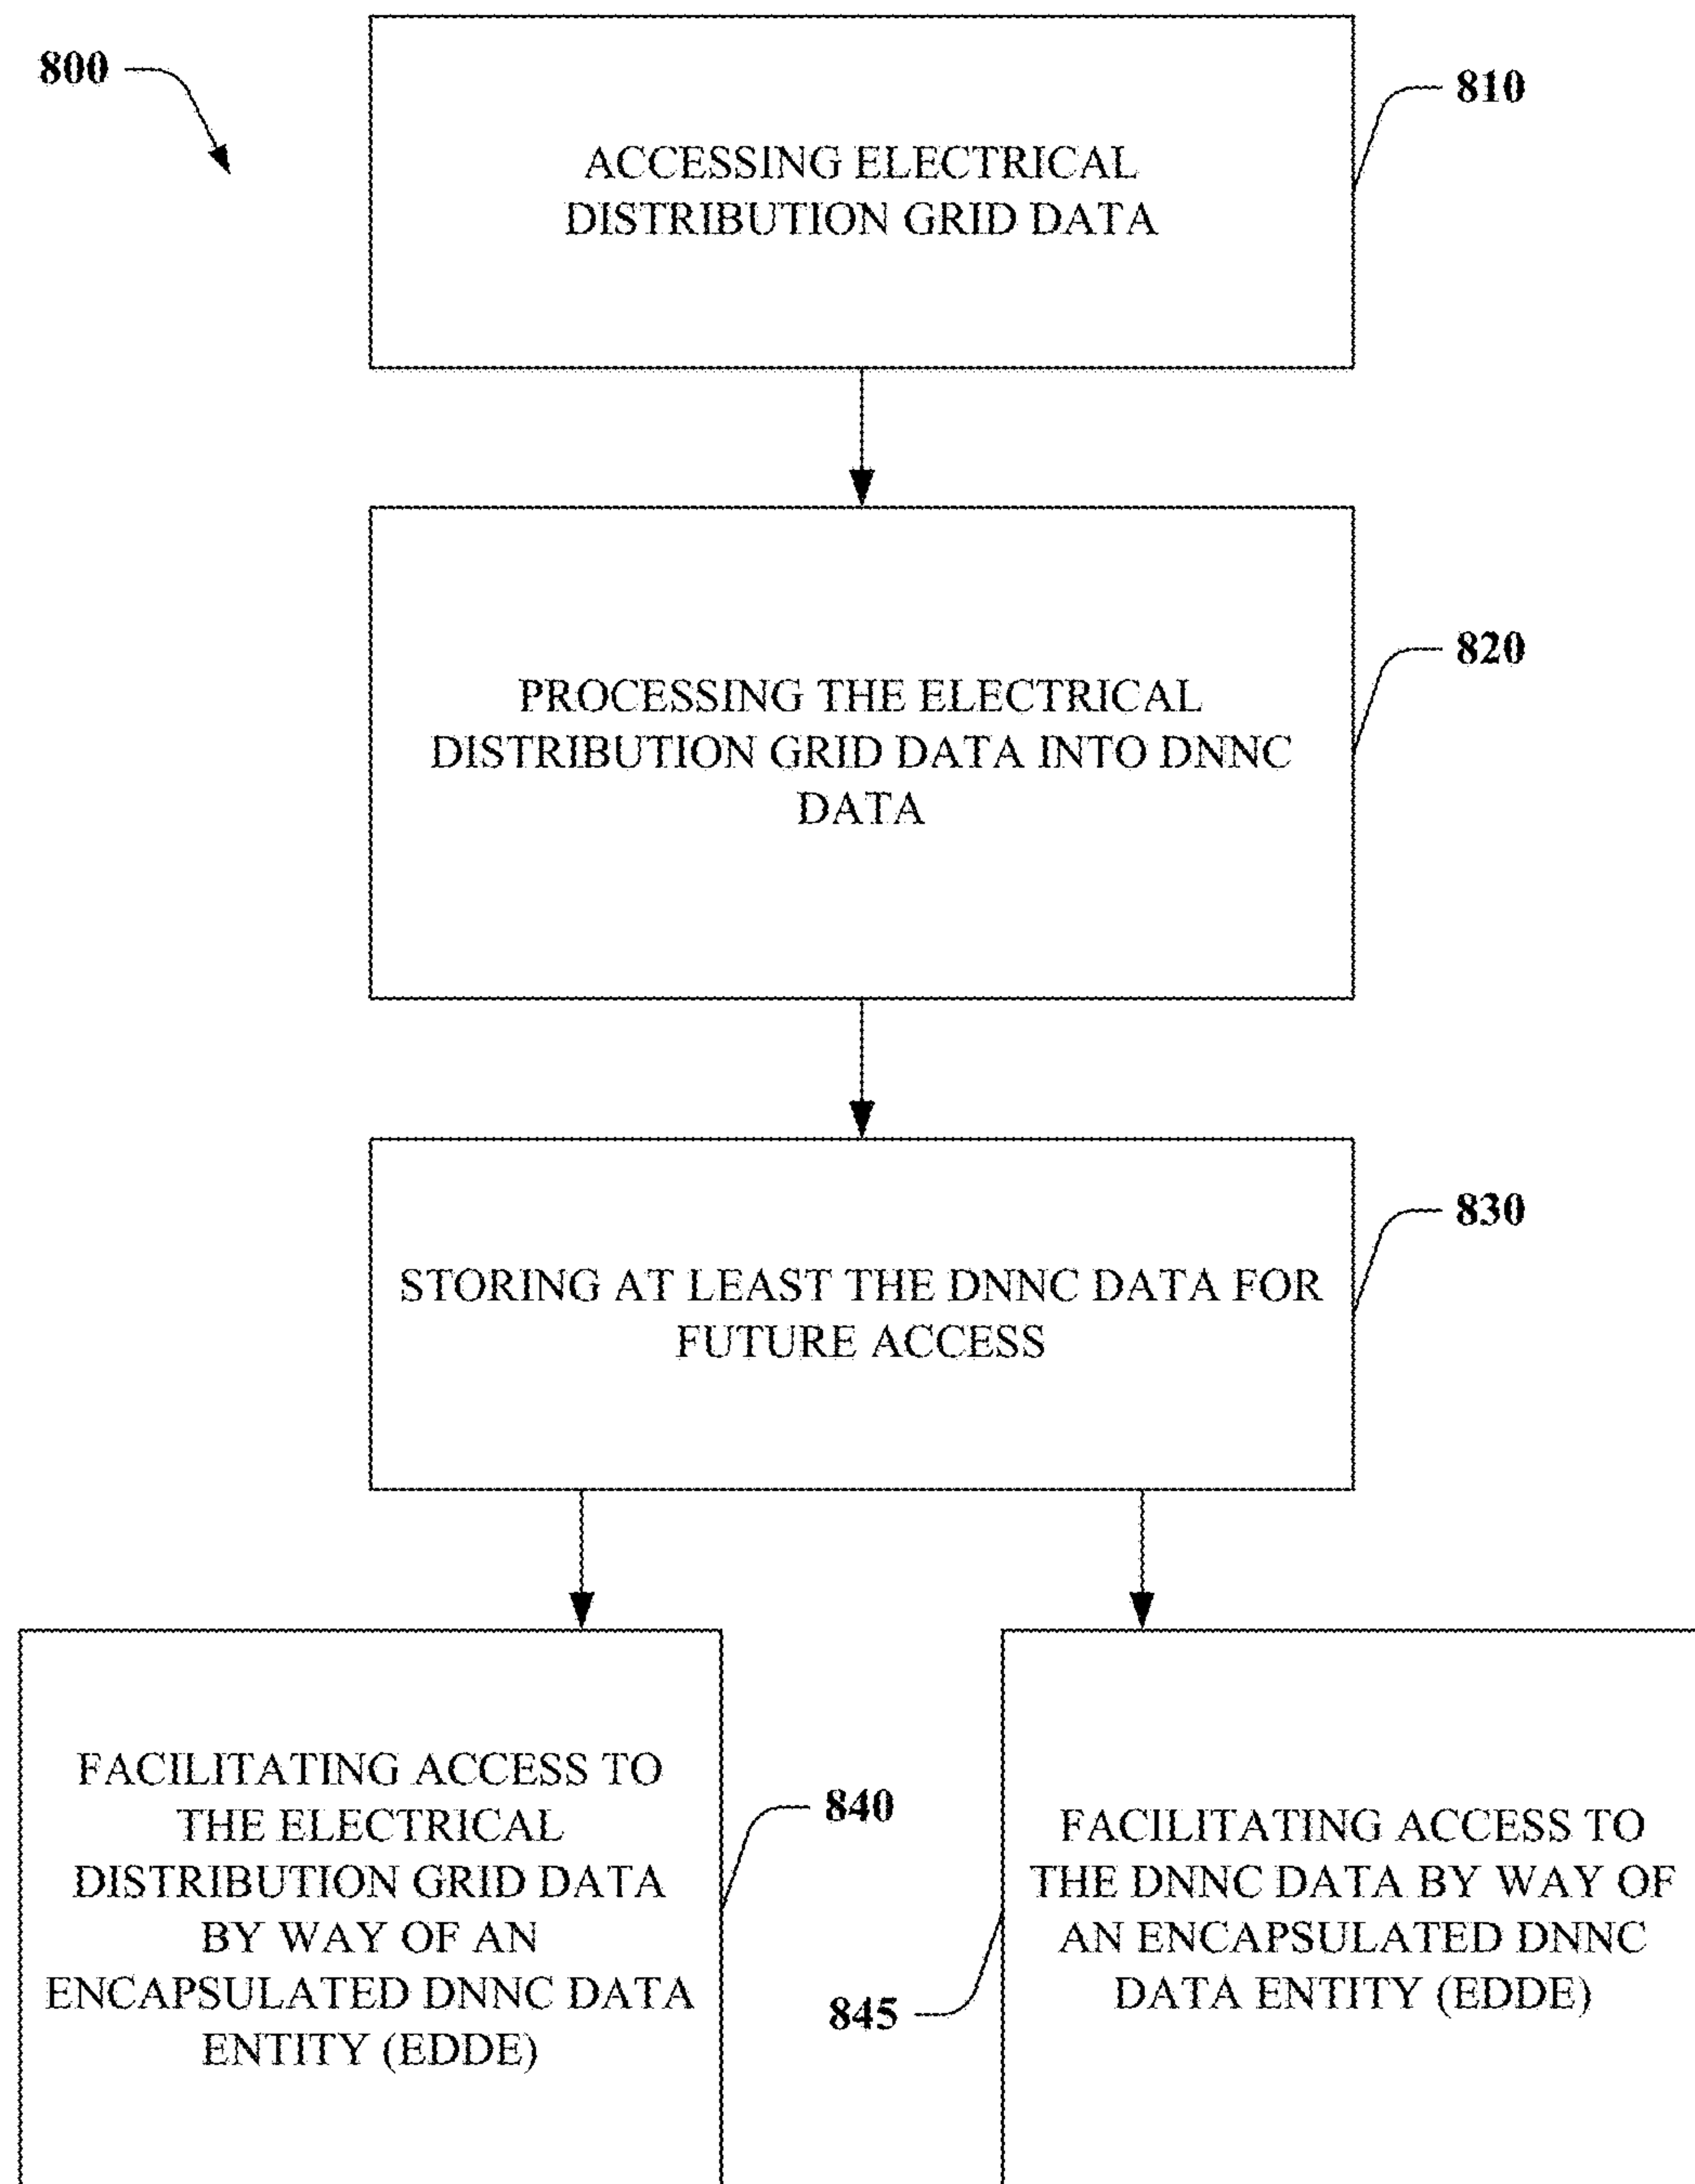 800
ACCESSING ELECTRICAL
DISTRIBUTION GRID DATA
810
PROCESSING THE ELECTRICAL
DISTRIBUTION GRID DATA INTO DNNC
DATA
820
STORING AT LEAST THE DNNC DATA FOR
FUTURE ACCESS
830
FACILITATING ACCESS TO
THE ELECTRICAL
DISTRIBUTION GRID DATA
BY WAY OF AN
ENCAPSULATED DNNC DATA
ENTITY (EDDE)
840
FACILITATING ACCESS TO
THE DNNC DATA BY WAY OF
AN ENCAPSULATED DNNC
DATA ENTITY (EDDE)
845